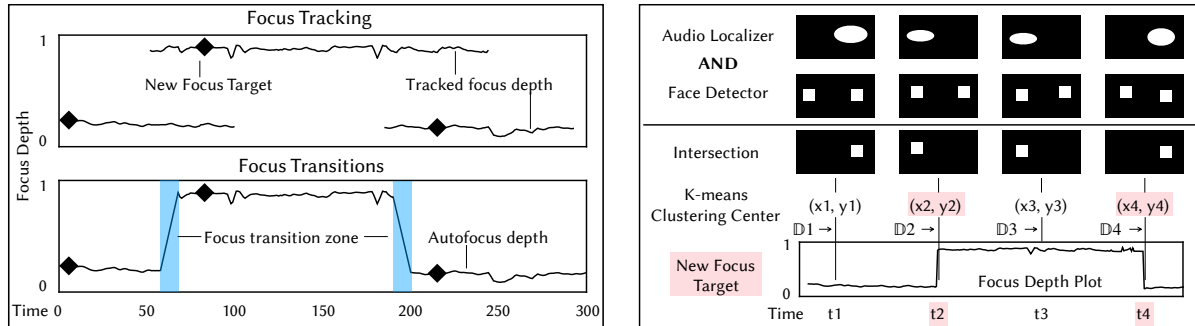 Focus Tracking
1
New Focus Target
Tracked focus depth
0
Focus Depth
Focus Transitions
1
Focus transition zone
Autofocus depth
0
Time 0 50 100 150 200 250 300
Audio Localizer
AND
Face Detector
Intersection
K-means
Clustering Center
(x1, y1) (x2, y2) (x3, y3) (x4, y4)
𝔻1 → 𝔻2 → 𝔻3 → 𝔻4 →
1
New Focus
Target
Focus Depth Plot
0
Time t1 t2 t3 t4